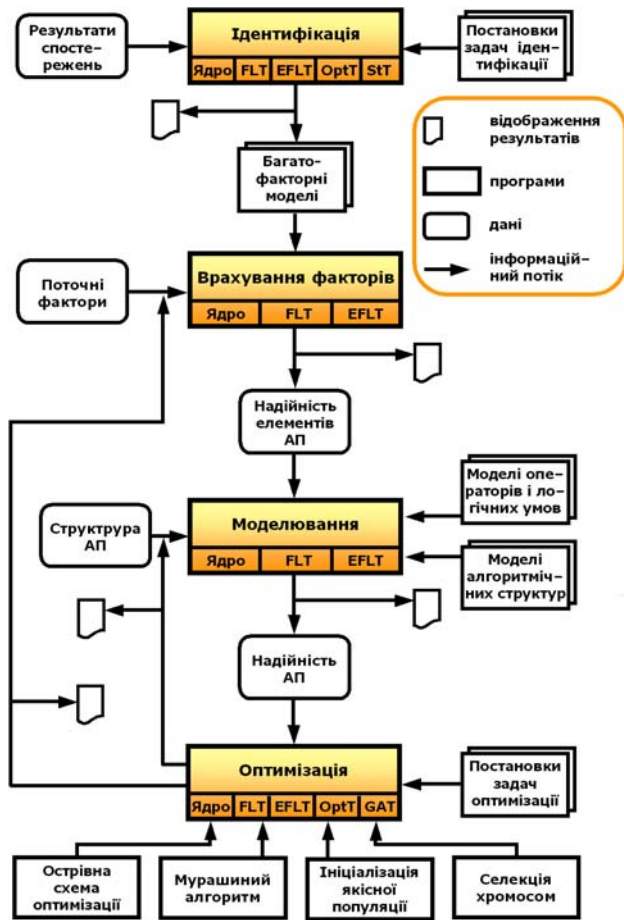 Результати
спосте-
режень
Ідентифікація
Ядро FLT EFLT OptT StT
Постановки
задач іден-
тифікації
відображення
результатів
програми
дані
інформацій-
ний потік
Багато-
факторні
моделі
Поточні
фактори
Врахування факторів
Ядро FLT EFLT
Надійність
елементів
АП
Моделі опе-
раторів і ло-
гічних умов
Структрура
АП
Моделювання
Ядро FLT EFLT
Моделі
алгоритміч-
них структур
Надійність
АП
Оптимізація
Ядро FLT EFLT OptT GAT
Постановки
задач
оптимізації
Острівна
схема
оптимізації
Мурашиний
алгоритм
Ініціалізація
якісної
популяції
Селекція
хромосом